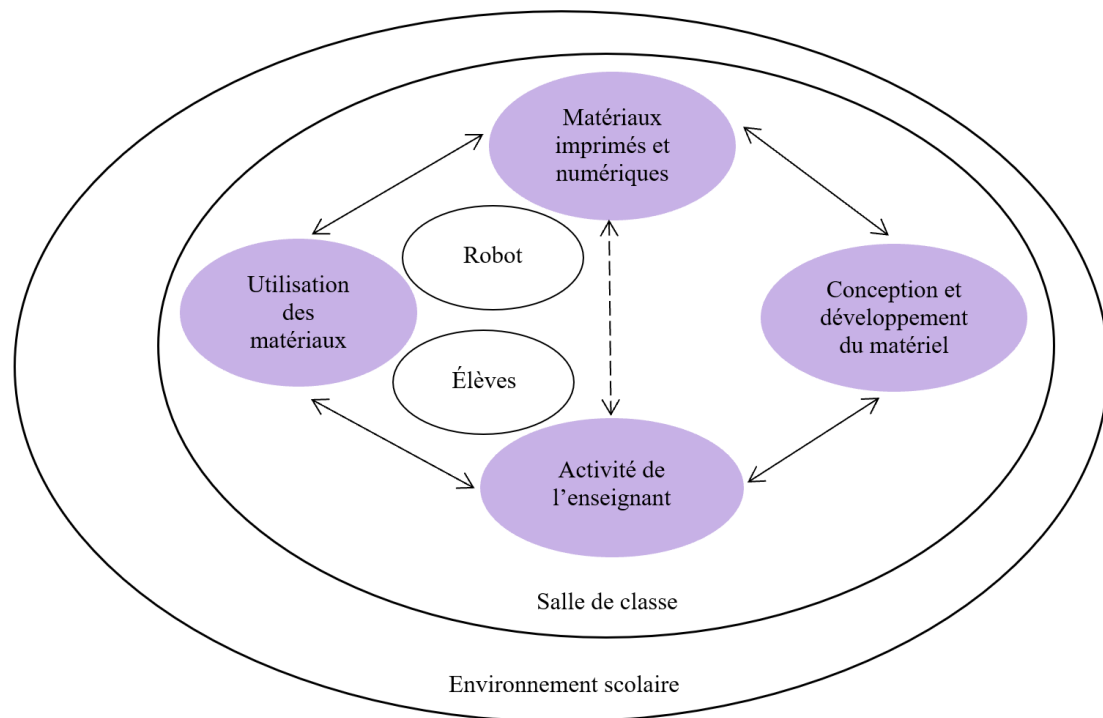 Matériaux
imprimés et
numériques
Robot
Utilisation
des
matériaux
Conception et
développement
du matériel
Élèves
Activité de
l’enseignant
Salle de classe
Environnement scolaire